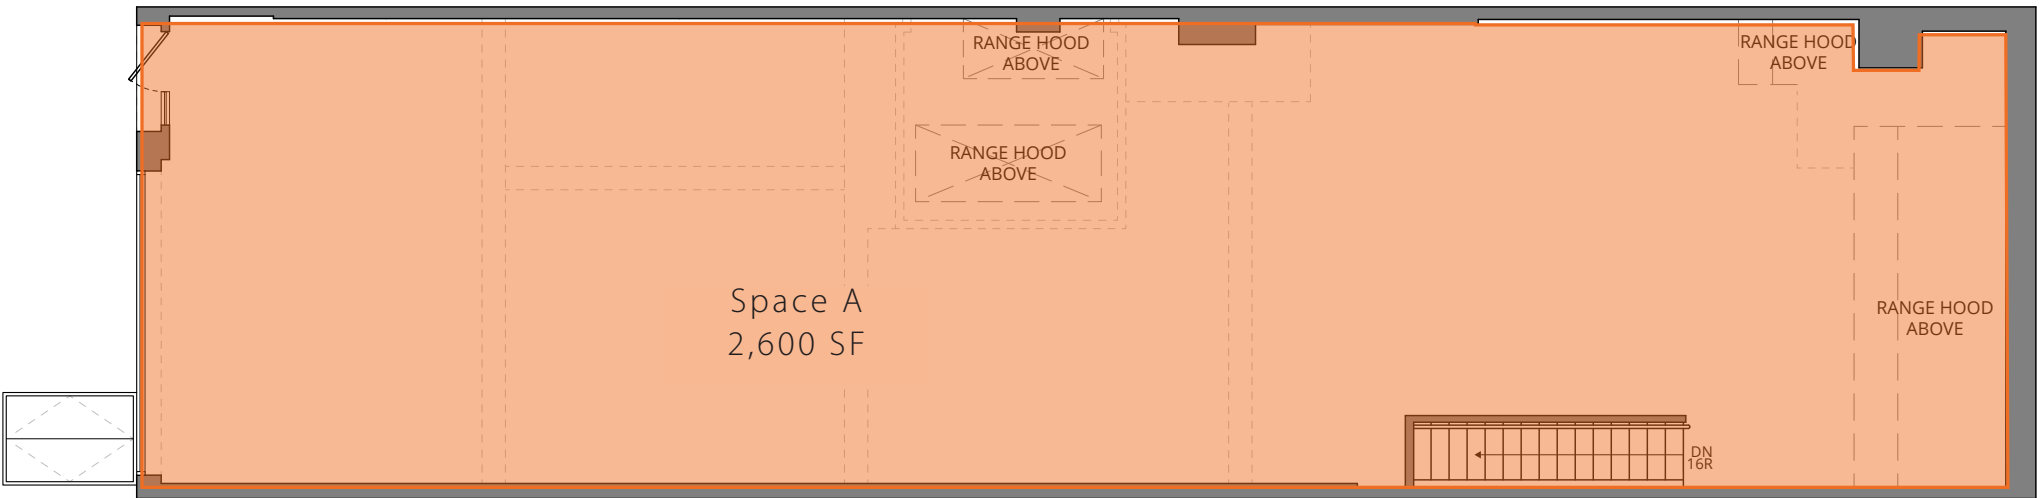 RANGE HOOD
ABOVE
RANGE HOOD
ABOVE
RANGE HOOD
ABOVE
Space A
2,600 SF
RANGE HOOD
ABOVE
DN
16R